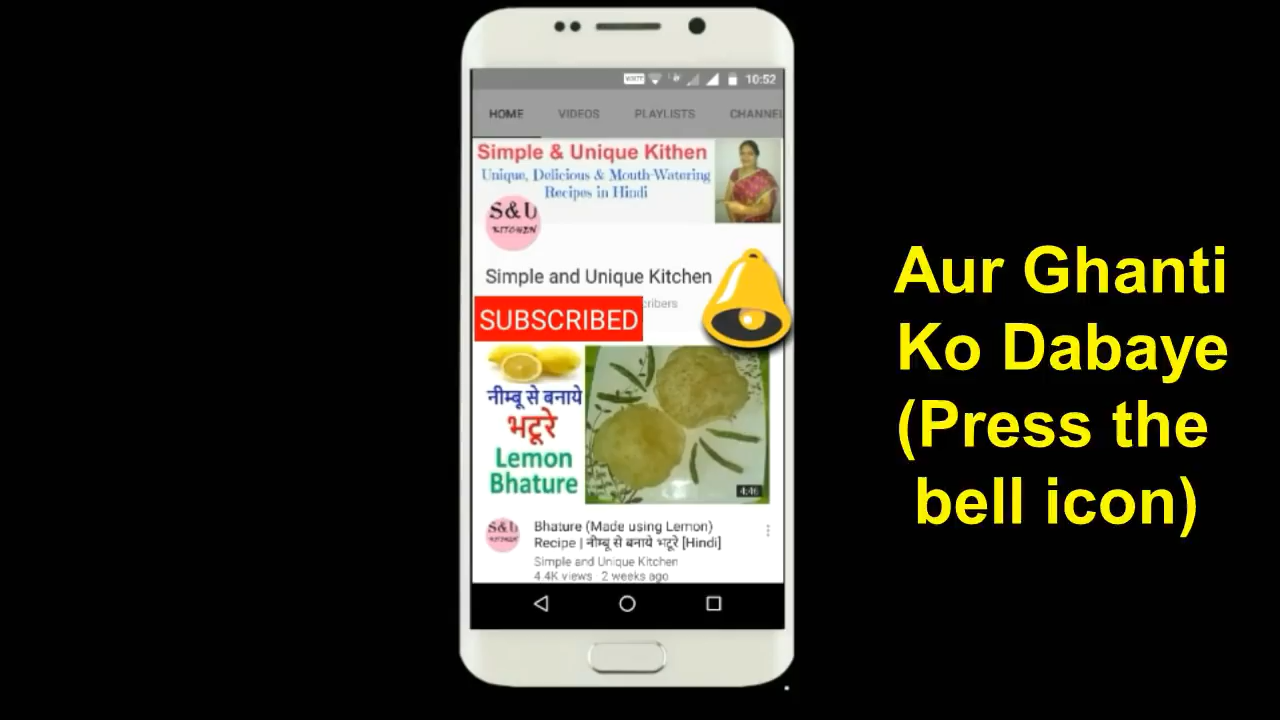 10:52
HOME VIDEOS PLAYLISTS CHANNEL
Simple & Unique Kithen
Unique, Delicious & Mouth-Watering
Recipes in Hindi
S&U
KITCHEN
Simple and Unique Kitchen
cribers
SUBSCRIBED
नीम्बू से बनाये
भटूरे
Lemon
Bhature
4:46
S&U
KITCHEN
Bhature (Made using Lemon)
Recipe | नीम्बू से बनाये भटूरे [Hindi]
Simple and Unique Kitchen
4.4K views · 2 weeks ago
Aur Ghanti
Ko Dabaye
(Press the
bell icon)